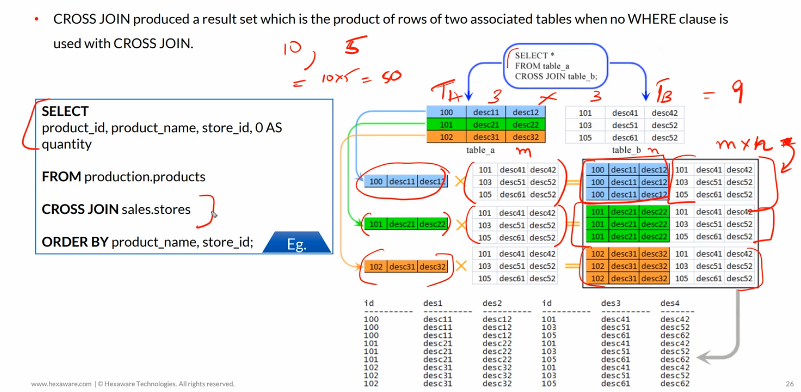 • CROSS JOIN produced a result set which is the product of rows of two associated tables when no WHERE clause is
used with CROSS JOIN.
10, 5
= 10x5 = 50
SELECT *
FROM table_a
CROSS JOIN table_b;
TA 3 x 3 TB = 9
SELECT
product_id, product_name, store_id, 0 AS
quantity
FROM production.products
CROSS JOIN sales.stores
ORDER BY product_name, store_id;
Eg.
100 desc11 desc12
101 desc21 desc22
102 desc31 desc32
table_a
m
101 desc41 desc42
103 desc51 desc52
105 desc61 desc52
table_b
n
m x n
100 desc11 desc11 × 101 desc41 desc42 = 100 desc11 desc12 101 desc41 desc42
103 desc51 desc52 100 desc11 desc12 103 desc51 desc52
105 desc61 desc52 100 desc11 desc12 105 desc61 desc52
101 desc21 desc22 × 101 desc41 desc42 = 101 desc21 desc22 101 desc41 desc42
103 desc51 desc52 101 desc21 desc22 103 desc51 desc52
105 desc61 desc52 101 desc21 desc22 105 desc61 desc52
102 desc31 desc32 × 101 desc41 desc42 = 102 desc31 desc32 101 desc41 desc42
103 desc51 desc52 102 desc31 desc32 103 desc51 desc52
105 desc61 desc52 102 desc31 desc32 105 desc61 desc52
id des1 des2 id des3 des4
100 desc11 desc12 101 desc41 desc42
100 desc11 desc12 103 desc51 desc52
100 desc11 desc12 105 desc61 desc62
101 desc21 desc22 101 desc41 desc42
101 desc21 desc22 103 desc51 desc52
101 desc21 desc22 105 desc61 desc62
102 desc31 desc32 101 desc41 desc42
102 desc31 desc32 103 desc51 desc52
102 desc31 desc32 105 desc61 desc62
www.hexaware.com | © Hexaware Technologies. All rights reserved.
26